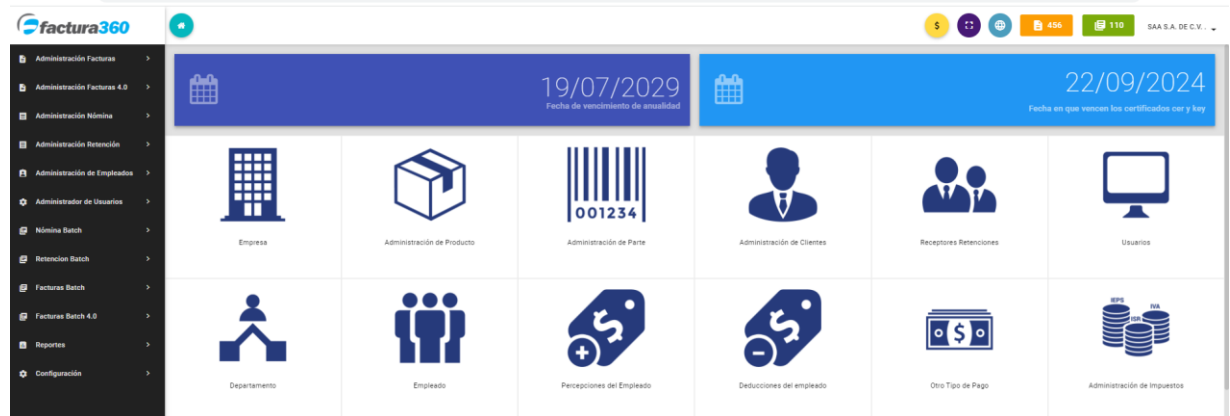 factura360
$
456
110
SAA S.A. DE C.V. .
Administración Facturas
Administración Facturas 4.0
Administración Nómina
Administración Retención
Administración de Empleados
Administrador de Usuarios
Nómina Batch
Retencion Batch
Facturas Batch
Facturas Batch 4.0
Reportes
Configuración
19/07/2029
Fecha de vencimiento de anualidad
22/09/2024
Fecha en que vencen los certificados cer y key
001234
Empresa
Administración de Producto
Administración de Parte
Administración de Clientes
Receptores Retenciones
Usuarios
$
$
$
IEPS
ISR
IVA
Departamento
Empleado
Percepciones del Empleado
Deducciones del empleado
Otro Tipo de Pago
Administración de Impuestos